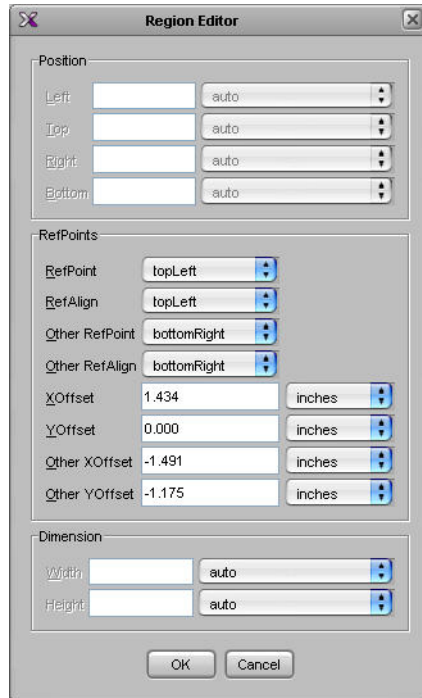 Region Editor
Position
Left auto
Top auto
Right auto
Bottom auto
RefPoints
RefPoint topLeft
RefAlign topLeft
Other RefPoint bottomRight
Other RefAlign bottomRight
XOffset 1.434 inches
YOffset 0.000 inches
Other XOffset -1.491 inches
Other YOffset -1.175 inches
Dimension
Width auto
Height auto
OK Cancel